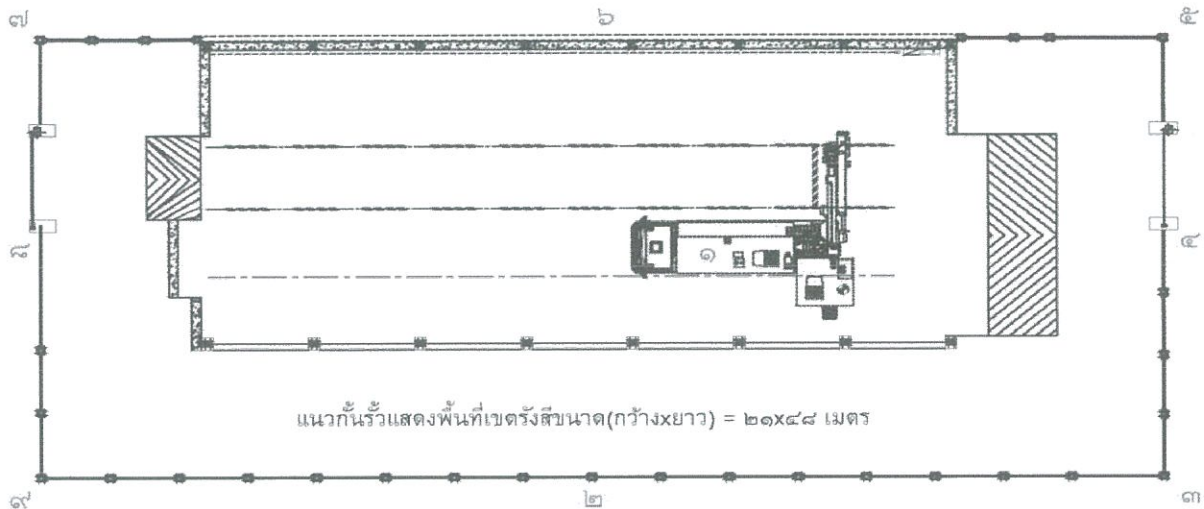 ๗ ๖ ๕
๘ ๑ ๔
แนวกั้นรั้วแสดงพื้นที่เขตรังสีขนาด(กว้างxยาว) = ๒๑x๔๘ เมตร
๙ ๒ ๓